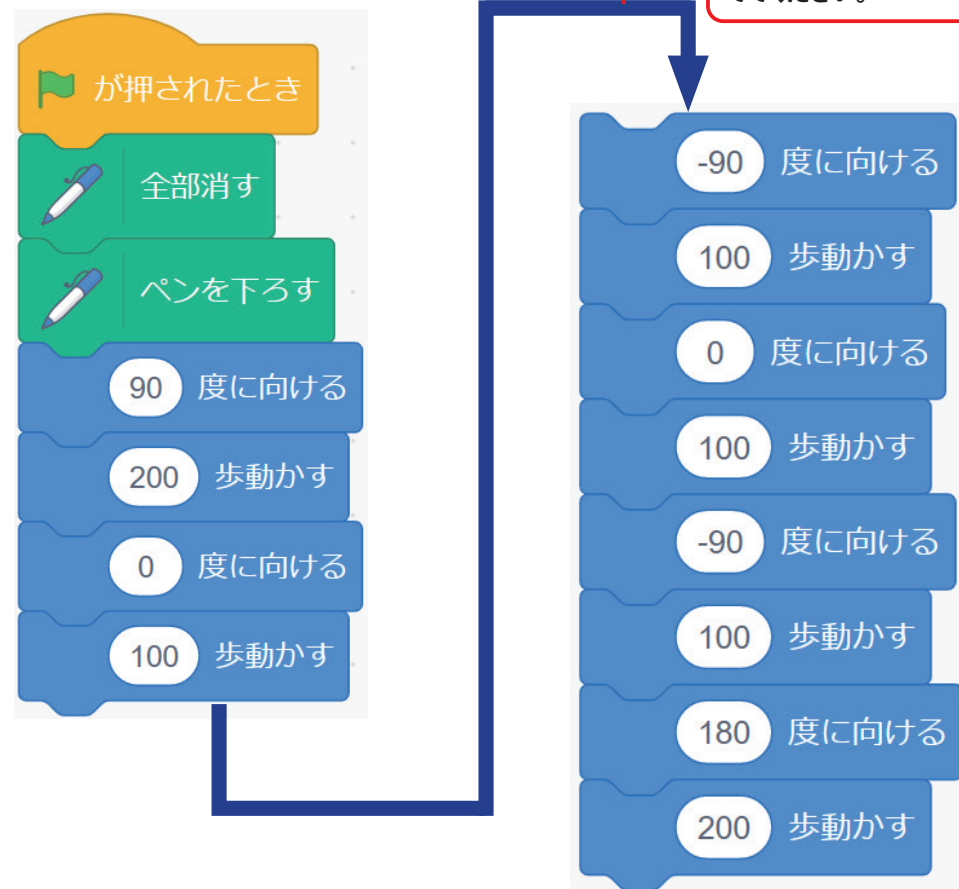 が押されたとき
全部消す
ペンを下ろす
90 度に向ける
200 歩動かす
0 度に向ける
100 歩動かす
-90 度に向ける
100 歩動かす
0 度に向ける
100 歩動かす
-90 度に向ける
100 歩動かす
180 度に向ける
200 歩動かす